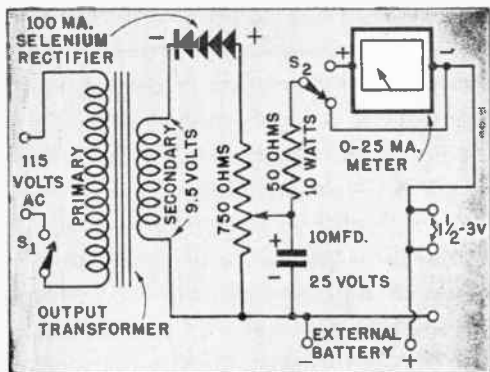 100 MA.
SELENIUM
RECTIFIER
−
+
115
VOLTS
AC
S1
PRIMARY
OUTPUT
TRANSFORMER
SECONDARY
9.5 VOLTS
750 OHMS
S2
50 OHMS
10 WATTS
+
−
0-25 MA.
METER
+
10MFD.
−
25 VOLTS
1½-3V
EXTERNAL
BATTERY
−
+